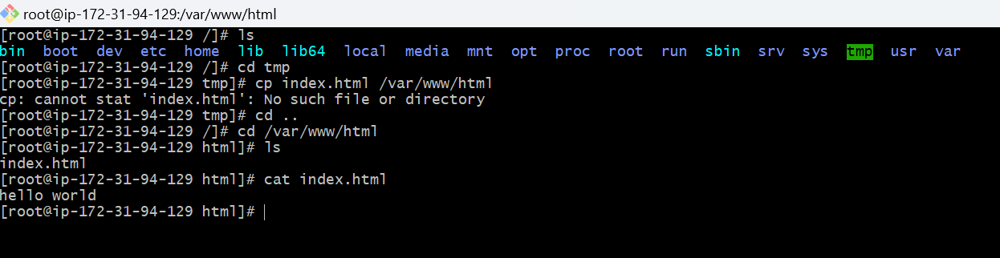 root@ip-172-31-94-129:/var/www/html
[root@ip-172-31-94-129 /]# ls
bin  boot  dev  etc  home  lib  lib64  local  media  mnt  opt  proc  root  run  sbin  srv  sys  tmp  usr  var
[root@ip-172-31-94-129 /]# cd tmp
[root@ip-172-31-94-129 tmp]# cp index.html /var/www/html
cp: cannot stat 'index.html': No such file or directory
[root@ip-172-31-94-129 tmp]# cd ..
[root@ip-172-31-94-129 /]# cd /var/www/html
[root@ip-172-31-94-129 html]# ls
index.html
[root@ip-172-31-94-129 html]# cat index.html
hello world
[root@ip-172-31-94-129 html]#